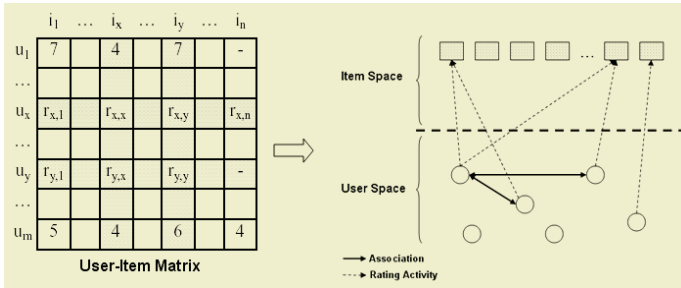 i1 … ix … iy … in
u1 7 4 7 -
…
ux rx,1 rx,x rx,y rx,n
…
uy ry,1 ry,x ry,y -
…
um 5 4 6 4
User-Item Matrix
Item Space
...
User Space
Association
Rating Activity